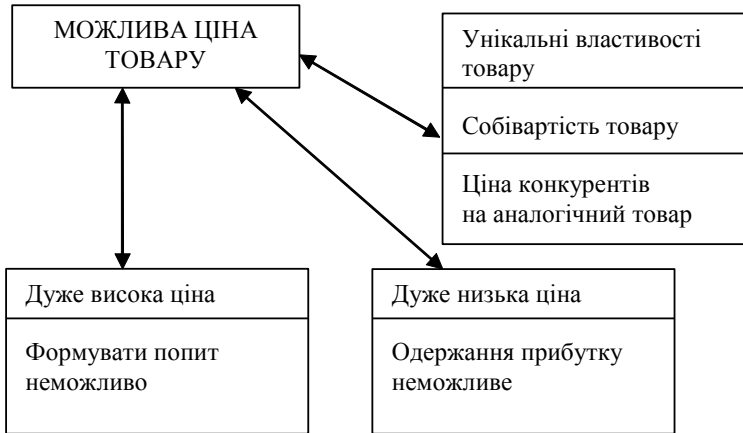 МОЖЛИВА ЦІНА
ТОВАРУ
Унікальні властивості
товару
Собівартість товару
Ціна конкурентів
на аналогічний товар
Дуже висока ціна
Формувати попит
неможливо
Дуже низька ціна
Одержання прибутку
неможливе